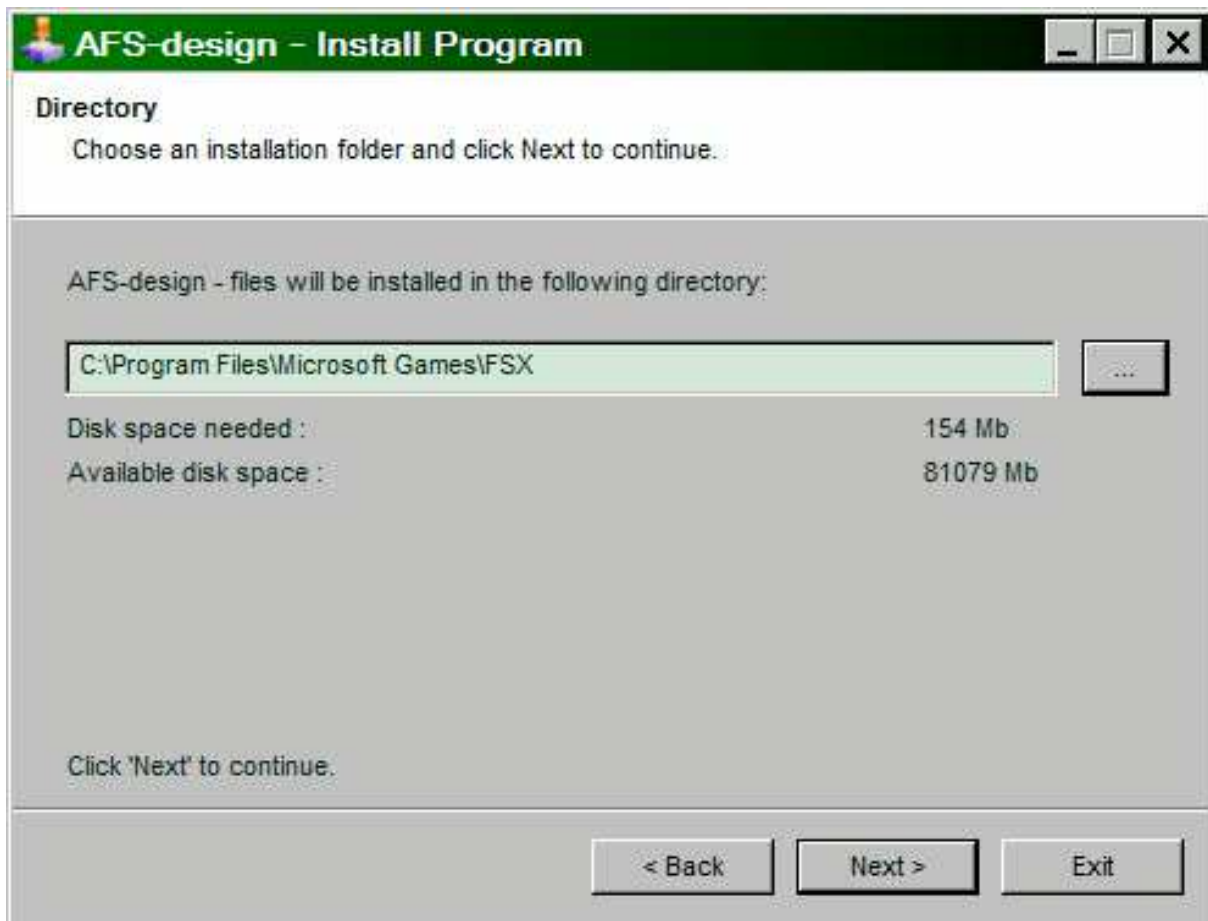 AFS-design - Install Program
Directory
Choose an installation folder and click Next to continue.
AFS-design - files will be installed in the following directory:
C:\Program Files\Microsoft Games\FSX
...
Disk space needed : 154 Mb
Available disk space : 81079 Mb
Click 'Next' to continue.
< Back Next > Exit